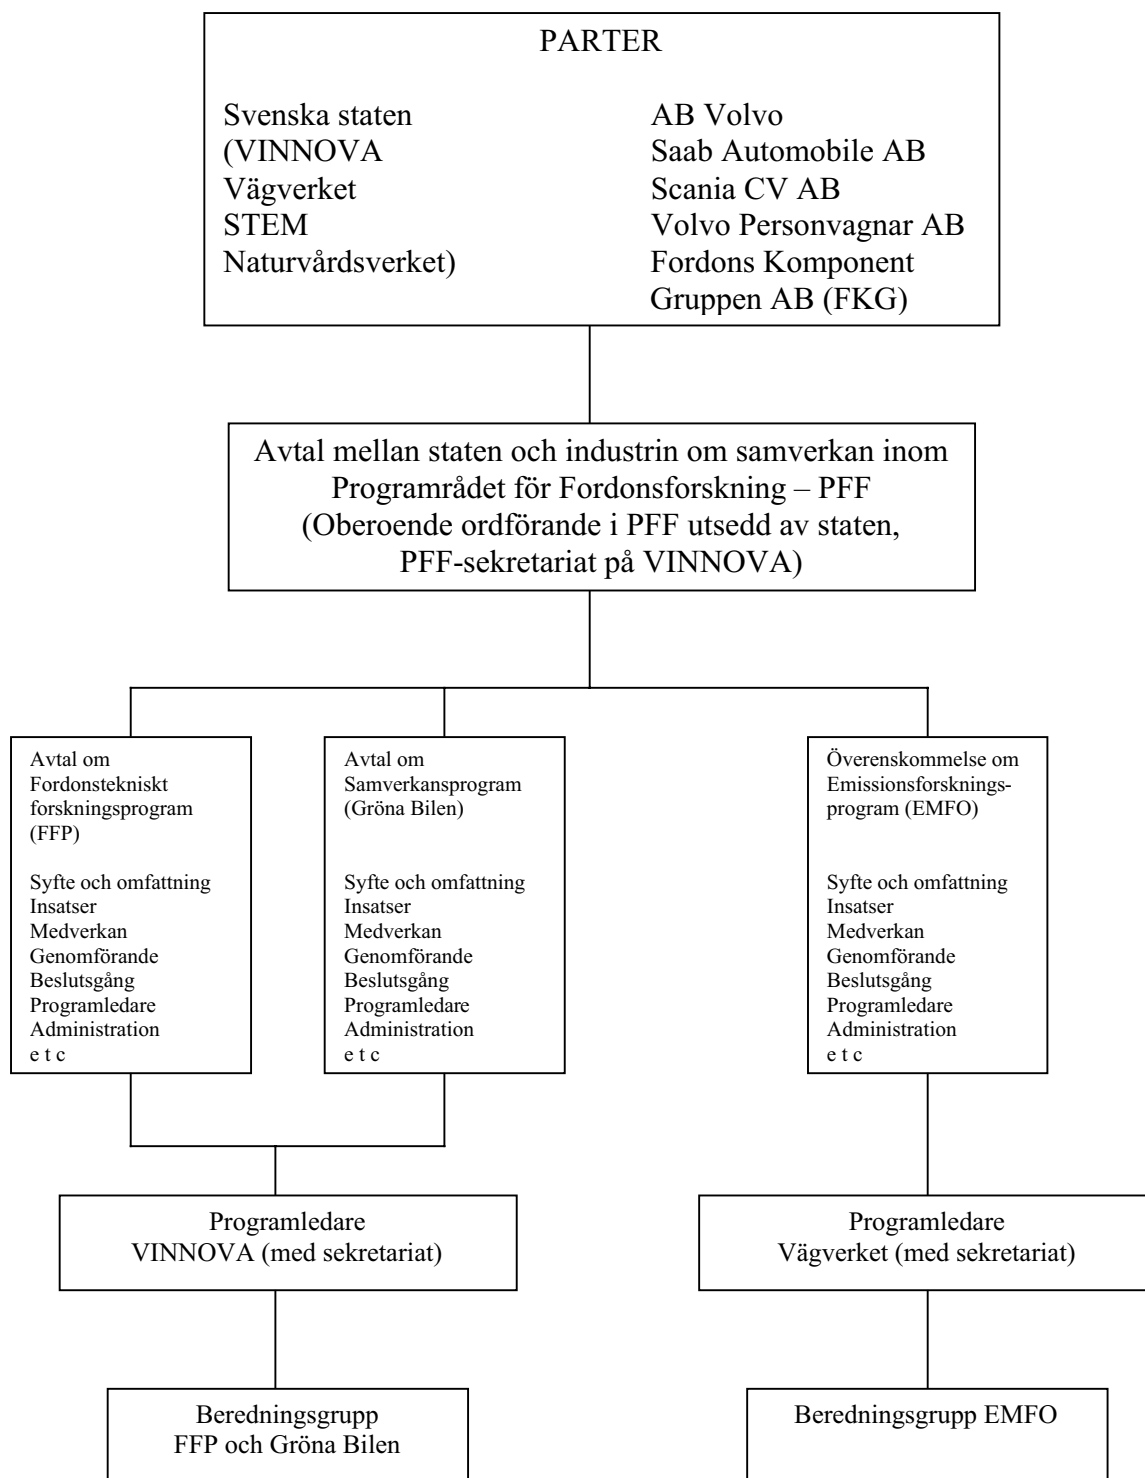 PARTER
Svenska staten
(VINNOVA
Vägverket
STEM
Naturvårdsverket)
AB Volvo
Saab Automobile AB
Scania CV AB
Volvo Personvagnar AB
Fordons Komponent
Gruppen AB (FKG)
Avtal mellan staten och industrin om samverkan inom
Programrådet för Fordonsforskning – PFF
(Oberoende ordförande i PFF utsedd av staten,
PFF-sekretariat på VINNOVA)
Avtal om
Fordonstekniskt
forskningsprogram
(FFP)
Syfte och omfattning
Insatser
Medverkan
Genomförande
Beslutsgång
Programledare
Administration
e t c
Avtal om
Samverkansprogram
(Gröna Bilen)
Syfte och omfattning
Insatser
Medverkan
Genomförande
Beslutsgång
Programledare
Administration
e t c
Överenskommelse om
Emissionsforsknings-
program (EMFO)
Syfte och omfattning
Insatser
Medverkan
Genomförande
Beslutsgång
Programledare
Administration
e t c
Programledare
VINNOVA (med sekretariat)
Programledare
Vägverket (med sekretariat)
Beredningsgrupp
FFP och Gröna Bilen
Beredningsgrupp EMFO